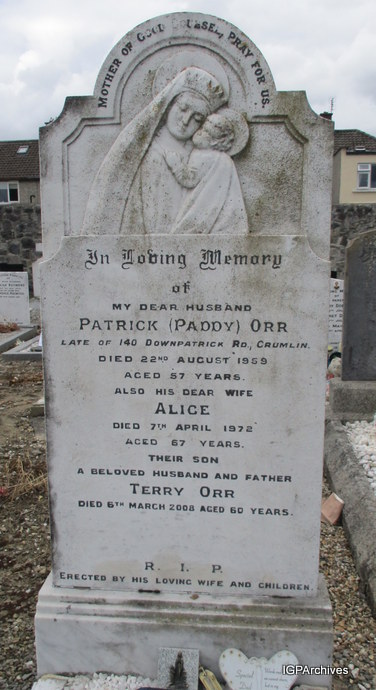 MOTHER OF GOOD COUNSEL, PRAY FOR US.
In Loving Memory
of
MY DEAR HUSBAND
PATRICK (PADDY) ORR
LATE OF 140 DOWNPATRICK RD., CRUMLIN.
DIED 22ND AUGUST 1959
AGED 57 YEARS.
ALSO HIS DEAR WIFE
ALICE
DIED 7TH APRIL 1972
AGED 67 YEARS.
THEIR SON
A BELOVED HUSBAND AND FATHER
TERRY ORR
DIED 6TH MARCH 2008 AGED 60 YEARS.
R. I. P.
ERECTED BY HIS LOVING WIFE AND CHILDREN.
IGPArchives